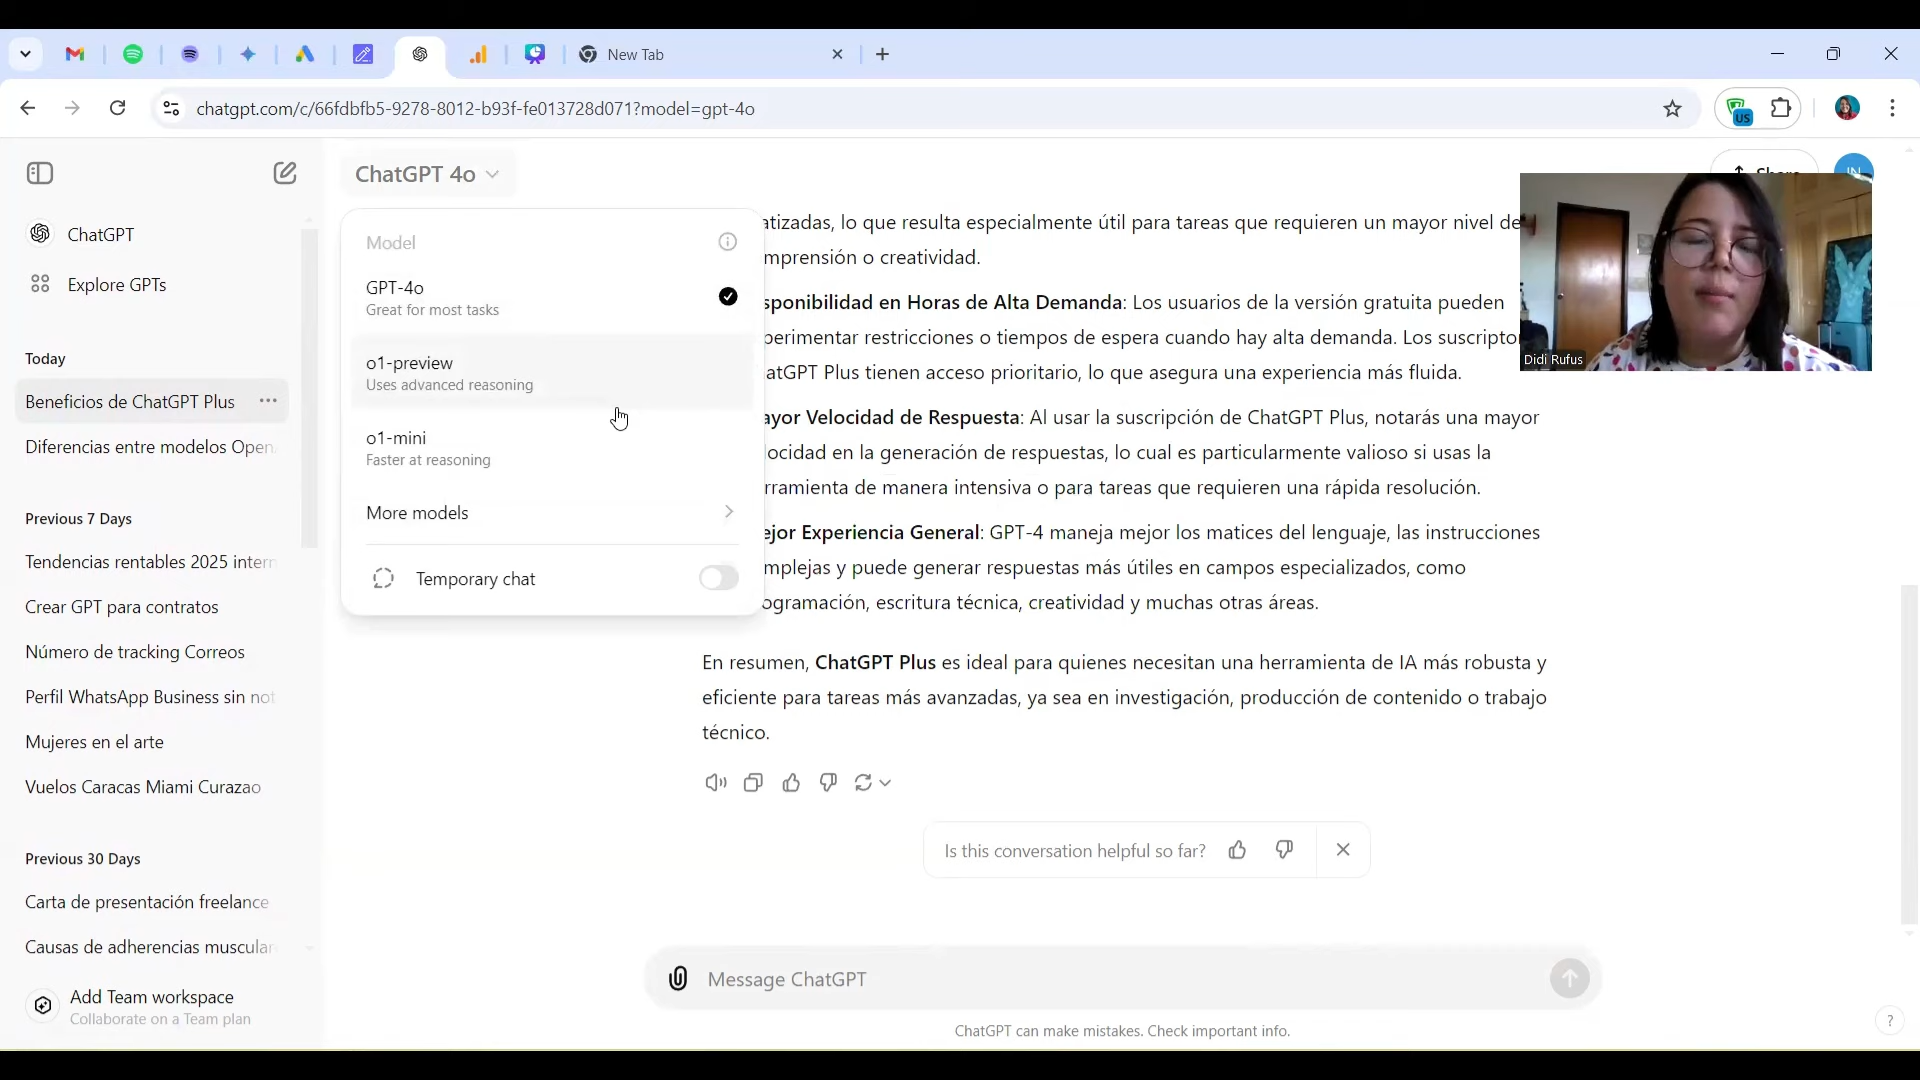 New Tab
chatgpt.com/c/66fdbfb5-9278-8012-b93f-fe013728d071?model=gpt-4o
US
ChatGPT 4o
Share
ChatGPT
Explore GPTs
Today
Beneficios de ChatGPT Plus
Diferencias entre modelos Open
Previous 7 Days
Tendencias rentables 2025 intern
Crear GPT para contratos
Número de tracking Correos
Perfil WhatsApp Business sin not
Mujeres en el arte
Vuelos Caracas Miami Curazao
Previous 30 Days
Carta de presentación freelance
Causas de adherencias muscular
Add Team workspace
Collaborate on a Team plan
Model
GPT-4o
Great for most tasks
o1-preview
Uses advanced reasoning
o1-mini
Faster at reasoning
More models
Temporary chat
atizadas, lo que resulta especialmente útil para tareas que requieren un mayor nivel de
mprensión o creatividad.
sponibilidad en Horas de Alta Demanda: Los usuarios de la versión gratuita pueden
perimentar restricciones o tiempos de espera cuando hay alta demanda. Los suscripto
atGPT Plus tienen acceso prioritario, lo que asegura una experiencia más fluida.
ayor Velocidad de Respuesta: Al usar la suscripción de ChatGPT Plus, notarás una mayor
locidad en la generación de respuestas, lo cual es particularmente valioso si usas la
rramienta de manera intensiva o para tareas que requieren una rápida resolución.
ejor Experiencia General: GPT-4 maneja mejor los matices del lenguaje, las instrucciones
mplejas y puede generar respuestas más útiles en campos especializados, como
ogramación, escritura técnica, creatividad y muchas otras áreas.
En resumen, ChatGPT Plus es ideal para quienes necesitan una herramienta de IA más robusta y
eficiente para tareas más avanzadas, ya sea en investigación, producción de contenido o trabajo
técnico.
Is this conversation helpful so far?
Message ChatGPT
ChatGPT can make mistakes. Check important info.
?
Didi Rufus